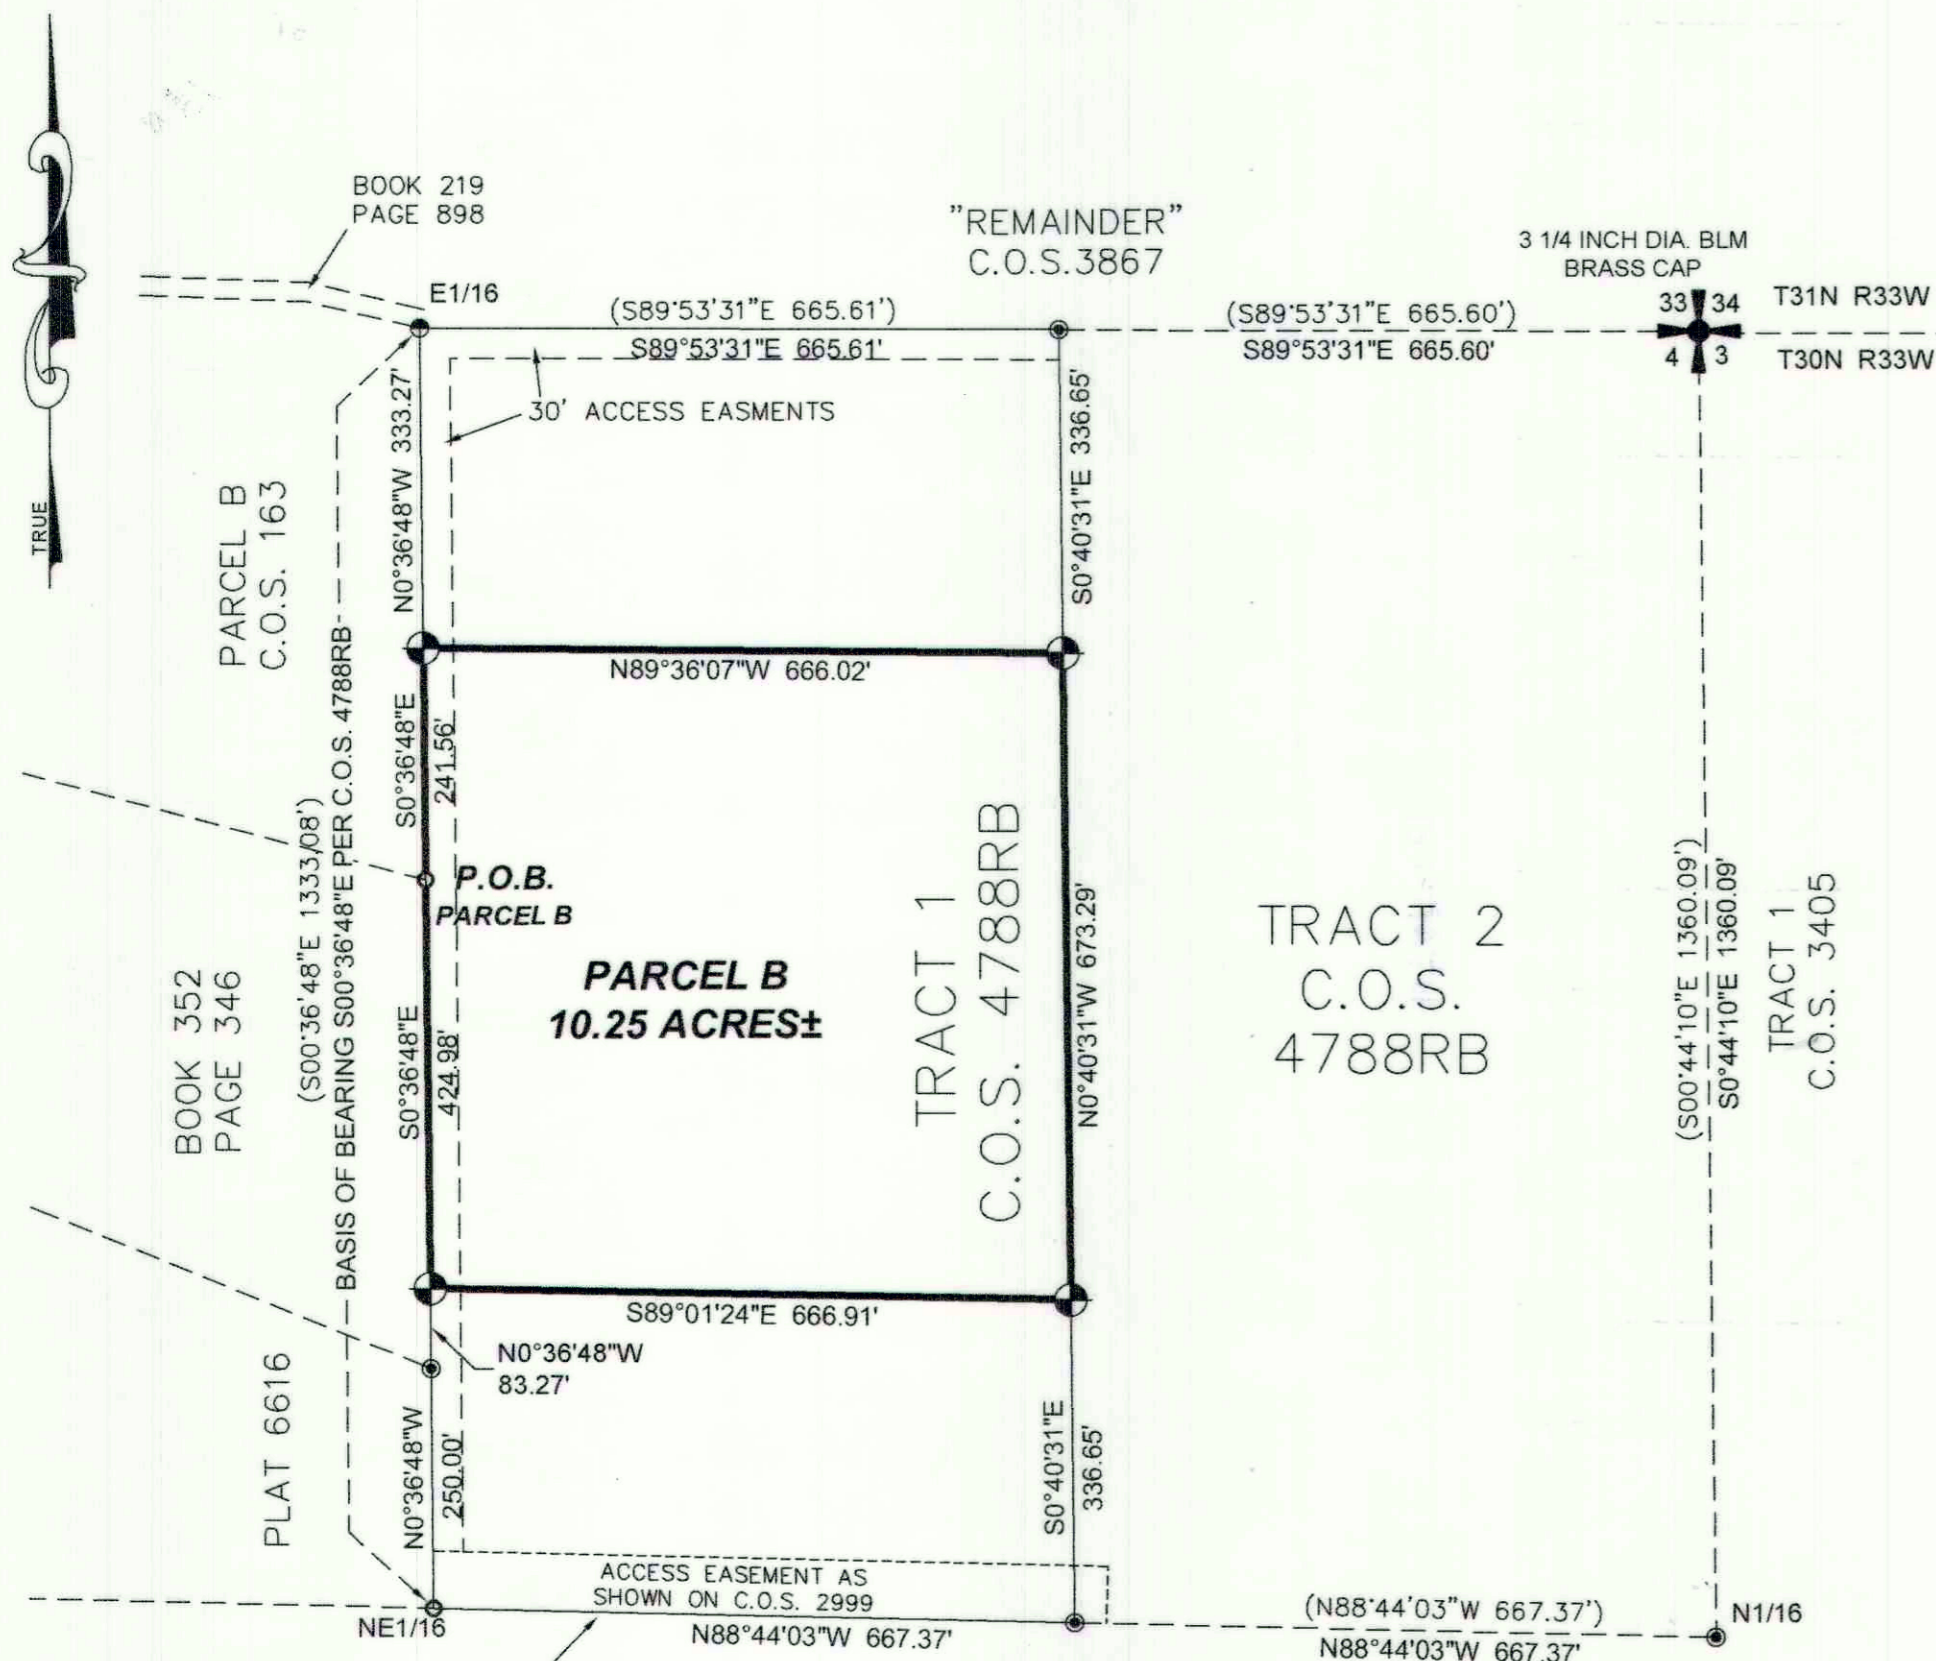 BOOK 219
PAGE 898
"REMAINDER"
C.O.S.3867
3 1/4 INCH DIA. BLM
BRASS CAP
E1/16
(S89°53'31"E 665.61')
S89°53'31"E 665.61'
(S89°53'31"E 665.60')
S89°53'31"E 665.60'
33 34
4 3
T31N R33W
T30N R33W
30' ACCESS EASMENTS
TRUE
PARCEL B
C.O.S. 163
N0°36'48"W 333.27'
S0°40'31"E 336.65'
N89°36'07"W 666.02'
S0°36'48"E
241.56'
(S00°36'48"E 1333.08')
BASIS OF BEARING S00°36'48"E PER C.O.S. 4788RB
P.O.B.
PARCEL B
PARCEL B
10.25 ACRES±
TRACT 1
C.O.S. 4788RB
N0°40'31"W 673.29'
TRACT 2
C.O.S.
4788RB
(S00°44'10"E 1360.09')
S0°44'10"E 1360.09'
TRACT 1
C.O.S. 3405
BOOK 352
PAGE 346
S0°36'48"E
424.98'
S89°01'24"E 666.91'
N0°36'48"W
83.27'
PLAT 6616
N0°36'48"W
250.00'
S0°40'31"E
336.65'
ACCESS EASEMENT AS
SHOWN ON C.O.S. 2999
NE1/16
N88°44'03"W 667.37'
(N88°44'03"W 667.37')
N88°44'03"W 667.37'
N1/16